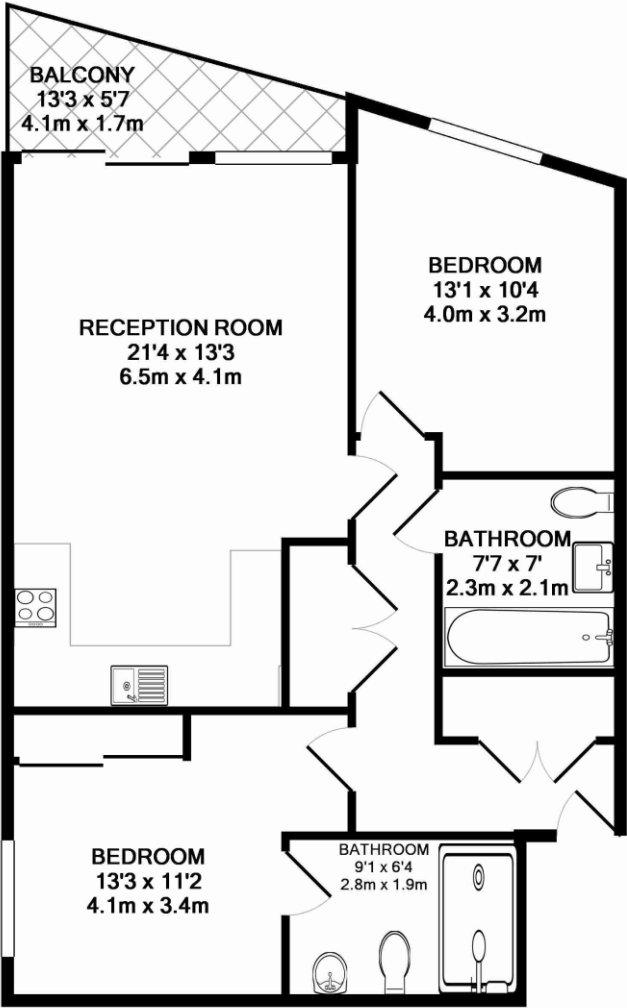 BALCONY
13'3 x 5'7
4.1m x 1.7m
BEDROOM
13'1 x 10'4
4.0m x 3.2m
RECEPTION ROOM
21'4 x 13'3
6.5m x 4.1m
BATHROOM
7'7 x 7'
2.3m x 2.1m
BEDROOM
13'3 x 11'2
4.1m x 3.4m
BATHROOM
9'1 x 6'4
2.8m x 1.9m